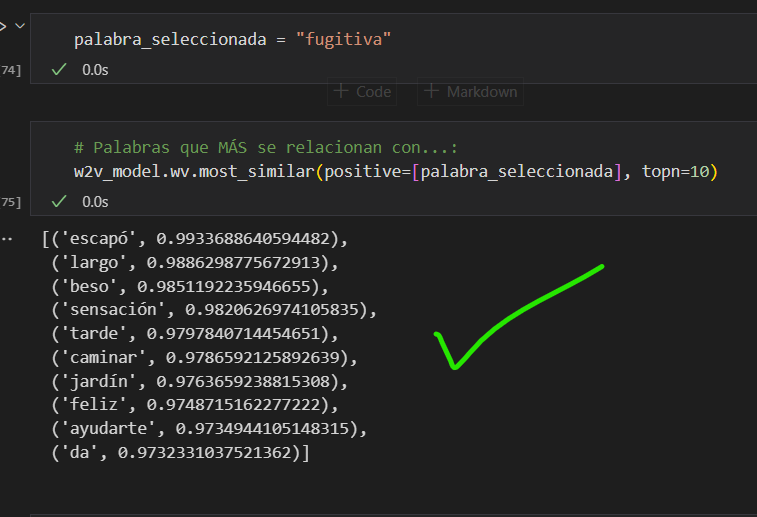 palabra_seleccionada = "fugitiva"
74]
0.0s
+ Code
+ Markdown
# Palabras que MÁS se relacionan con...:
w2v_model.wv.most_similar(positive=[palabra_seleccionada], topn=10)
75]
0.0s
[('escapó', 0.9933688640594482),
('largo', 0.9886298775672913),
('beso', 0.9851192235946655),
('sensación', 0.9820626974105835),
('tarde', 0.9797840714454651),
('caminar', 0.9786592125892639),
('jardín', 0.9763659238815308),
('feliz', 0.9748715162277222),
('ayudarte', 0.9734944105148315),
('da', 0.9732331037521362)]